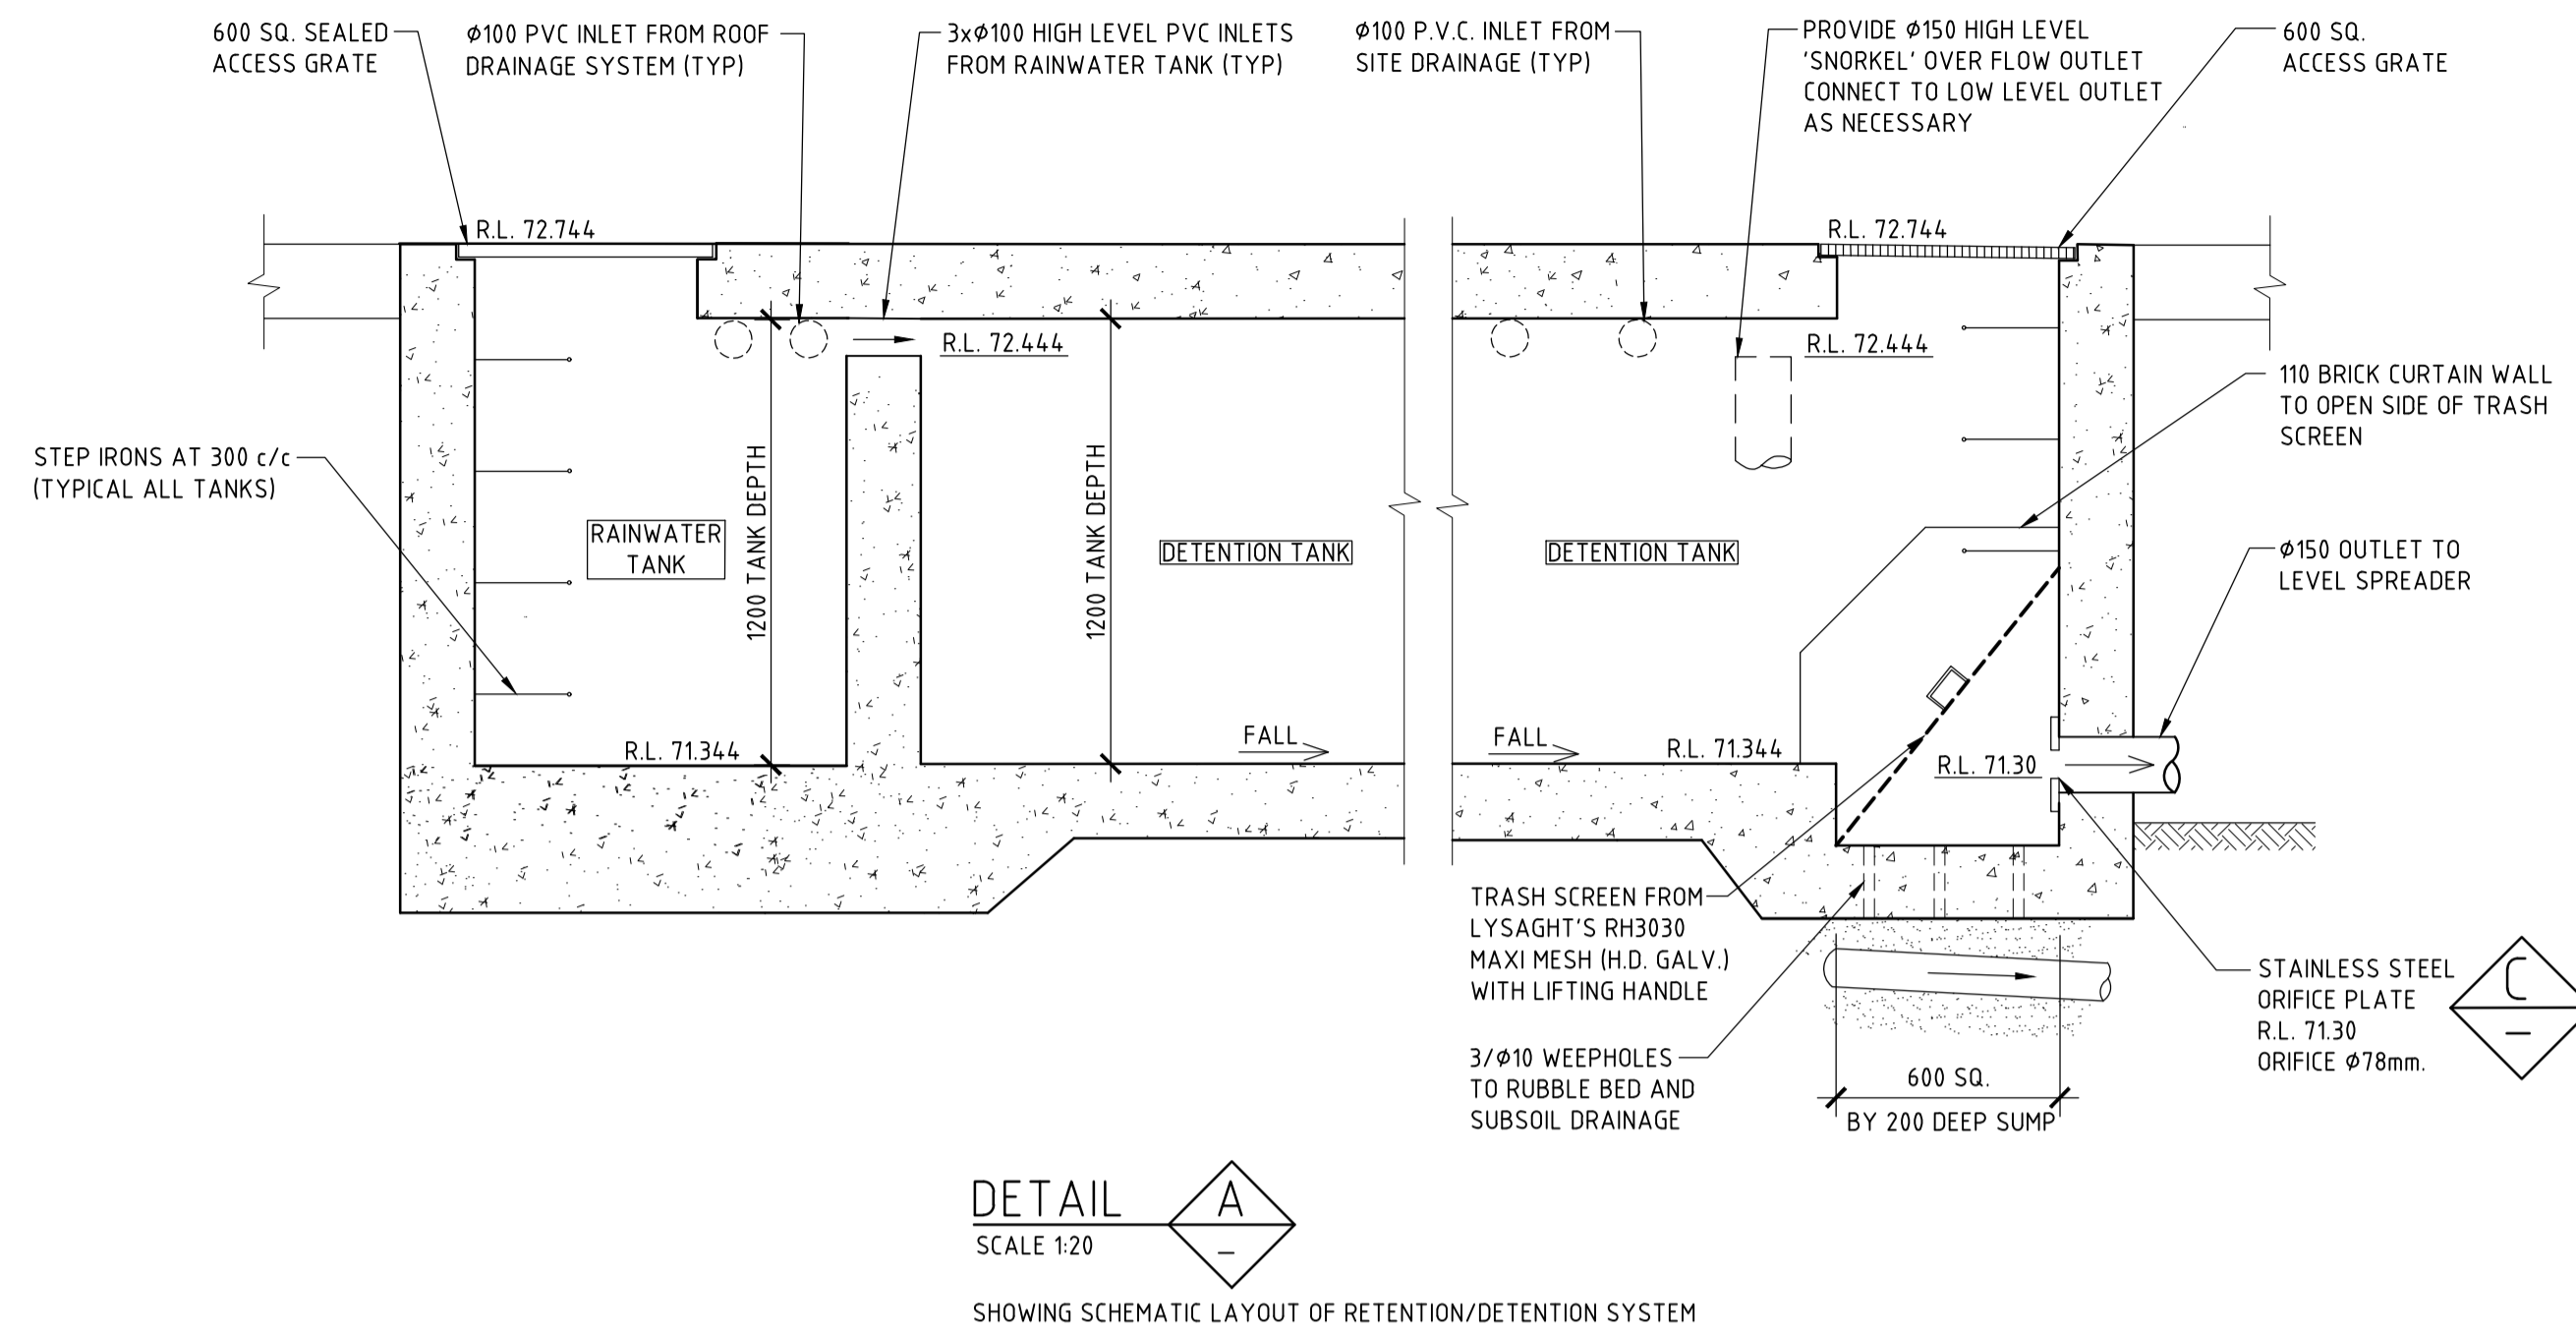 600 SQ. SEALED
ACCESS GRATE
Ø100 PVC INLET FROM ROOF
DRAINAGE SYSTEM (TYP)
3xØ100 HIGH LEVEL PVC INLETS
FROM RAINWATER TANK (TYP)
Ø100 P.V.C. INLET FROM
SITE DRAINAGE (TYP)
PROVIDE Ø150 HIGH LEVEL
'SNORKEL' OVER FLOW OUTLET
CONNECT TO LOW LEVEL OUTLET
AS NECESSARY
600 SQ.
ACCESS GRATE
R.L. 72.744
R.L. 72.744
R.L. 72.444
R.L. 72.444
110 BRICK CURTAIN WALL
TO OPEN SIDE OF TRASH
SCREEN
STEP IRONS AT 300 c/c
(TYPICAL ALL TANKS)
RAINWATER
TANK
1200 TANK DEPTH
1200 TANK DEPTH
DETENTION TANK
DETENTION TANK
Ø150 OUTLET TO
LEVEL SPREADER
R.L. 71.344
FALL
FALL
R.L. 71.344
R.L. 71.30
TRASH SCREEN FROM
LYSAGHT'S RH3030
MAXI MESH (H.D. GALV.)
WITH LIFTING HANDLE
3/Ø10 WEEPHOLES
TO RUBBLE BED AND
SUBSOIL DRAINAGE
600 SQ.
BY 200 DEEP SUMP
STAINLESS STEEL
ORIFICE PLATE
R.L. 71.30
ORIFICE Ø78mm.
C
–
DETAIL
A
–
SCALE 1:20
SHOWING SCHEMATIC LAYOUT OF RETENTION/DETENTION SYSTEM